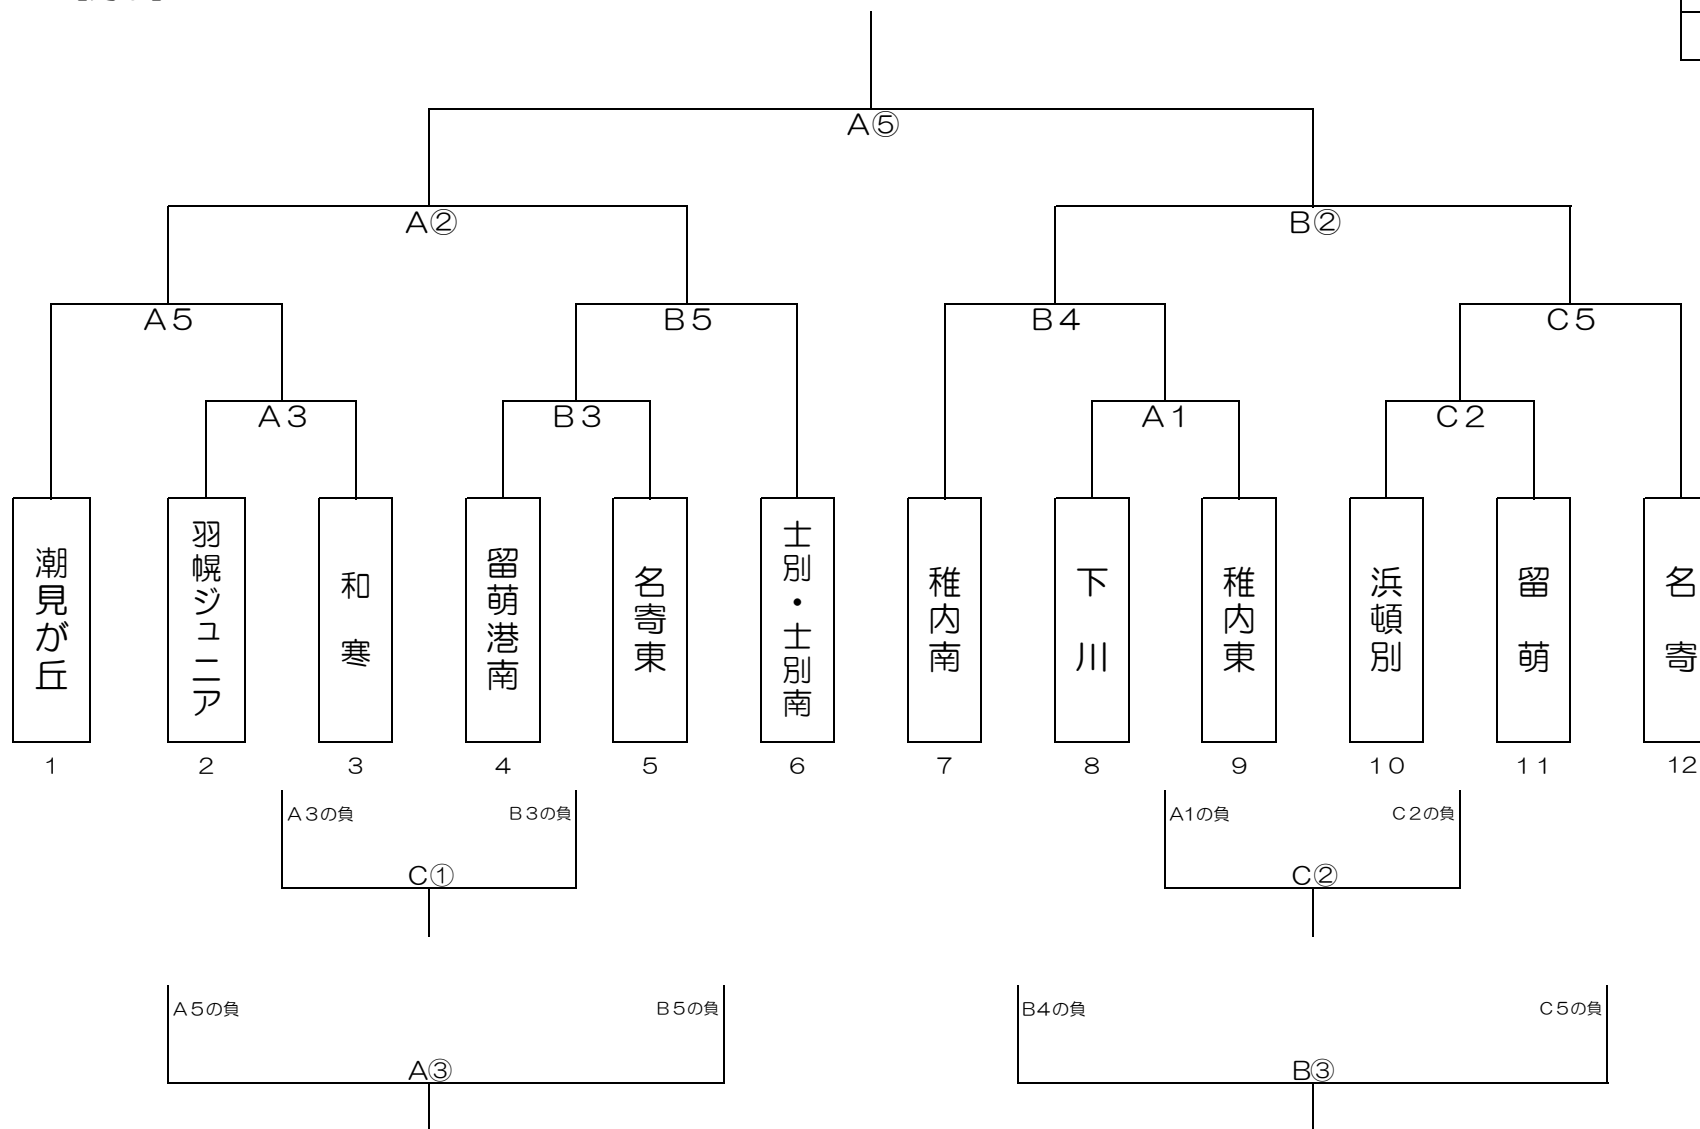 A⑤
A② B②
A5 B5 B4 C5
A3 B3 A1 C2
潮見が丘
羽幌ジュニア
和寒
留萌港南
名寄東
士別・士別南
稚内南
下川
稚内東
浜頓別
留萌
名寄
1 2 3 4 5 6 7 8 9 10 11 12
A3の負 B3の負 A1の負 C2の負
C① C②
A5の負 B5の負 B4の負 C5の負
A③ B③